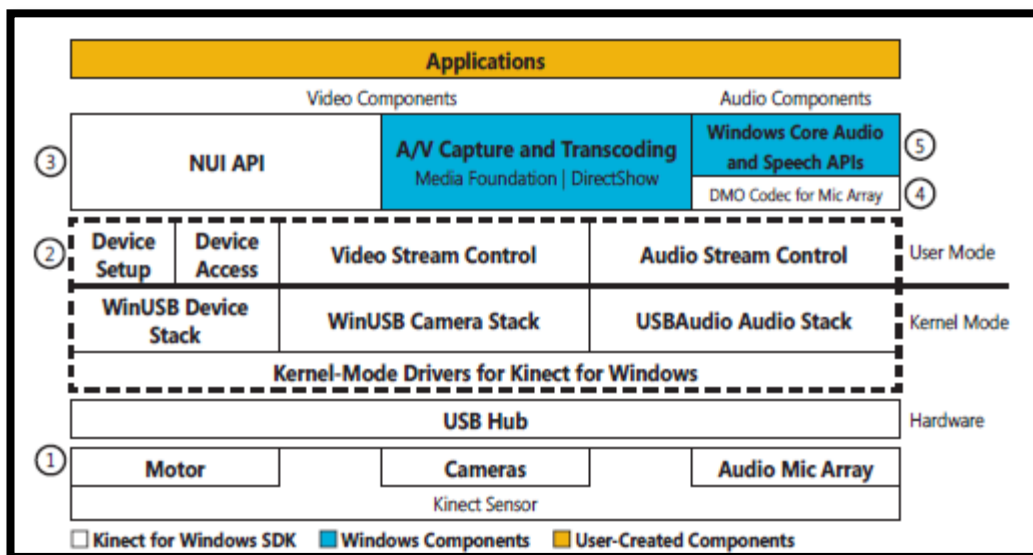 Applications
Video Components Audio Components
3 NUI API
A/V Capture and Transcoding
Media Foundation | DirectShow
Windows Core Audio
and Speech APIs
5
DMO Codec for Mic Array
4
2
Device
Setup
Device
Access
Video Stream Control
Audio Stream Control
User Mode
WinUSB Device
Stack
WinUSB Camera Stack
USBAudio Audio Stack
Kernel Mode
Kernel-Mode Drivers for Kinect for Windows
USB Hub
Hardware
1
Motor
Cameras
Audio Mic Array
Kinect Sensor
Kinect for Windows SDK Windows Components User-Created Components